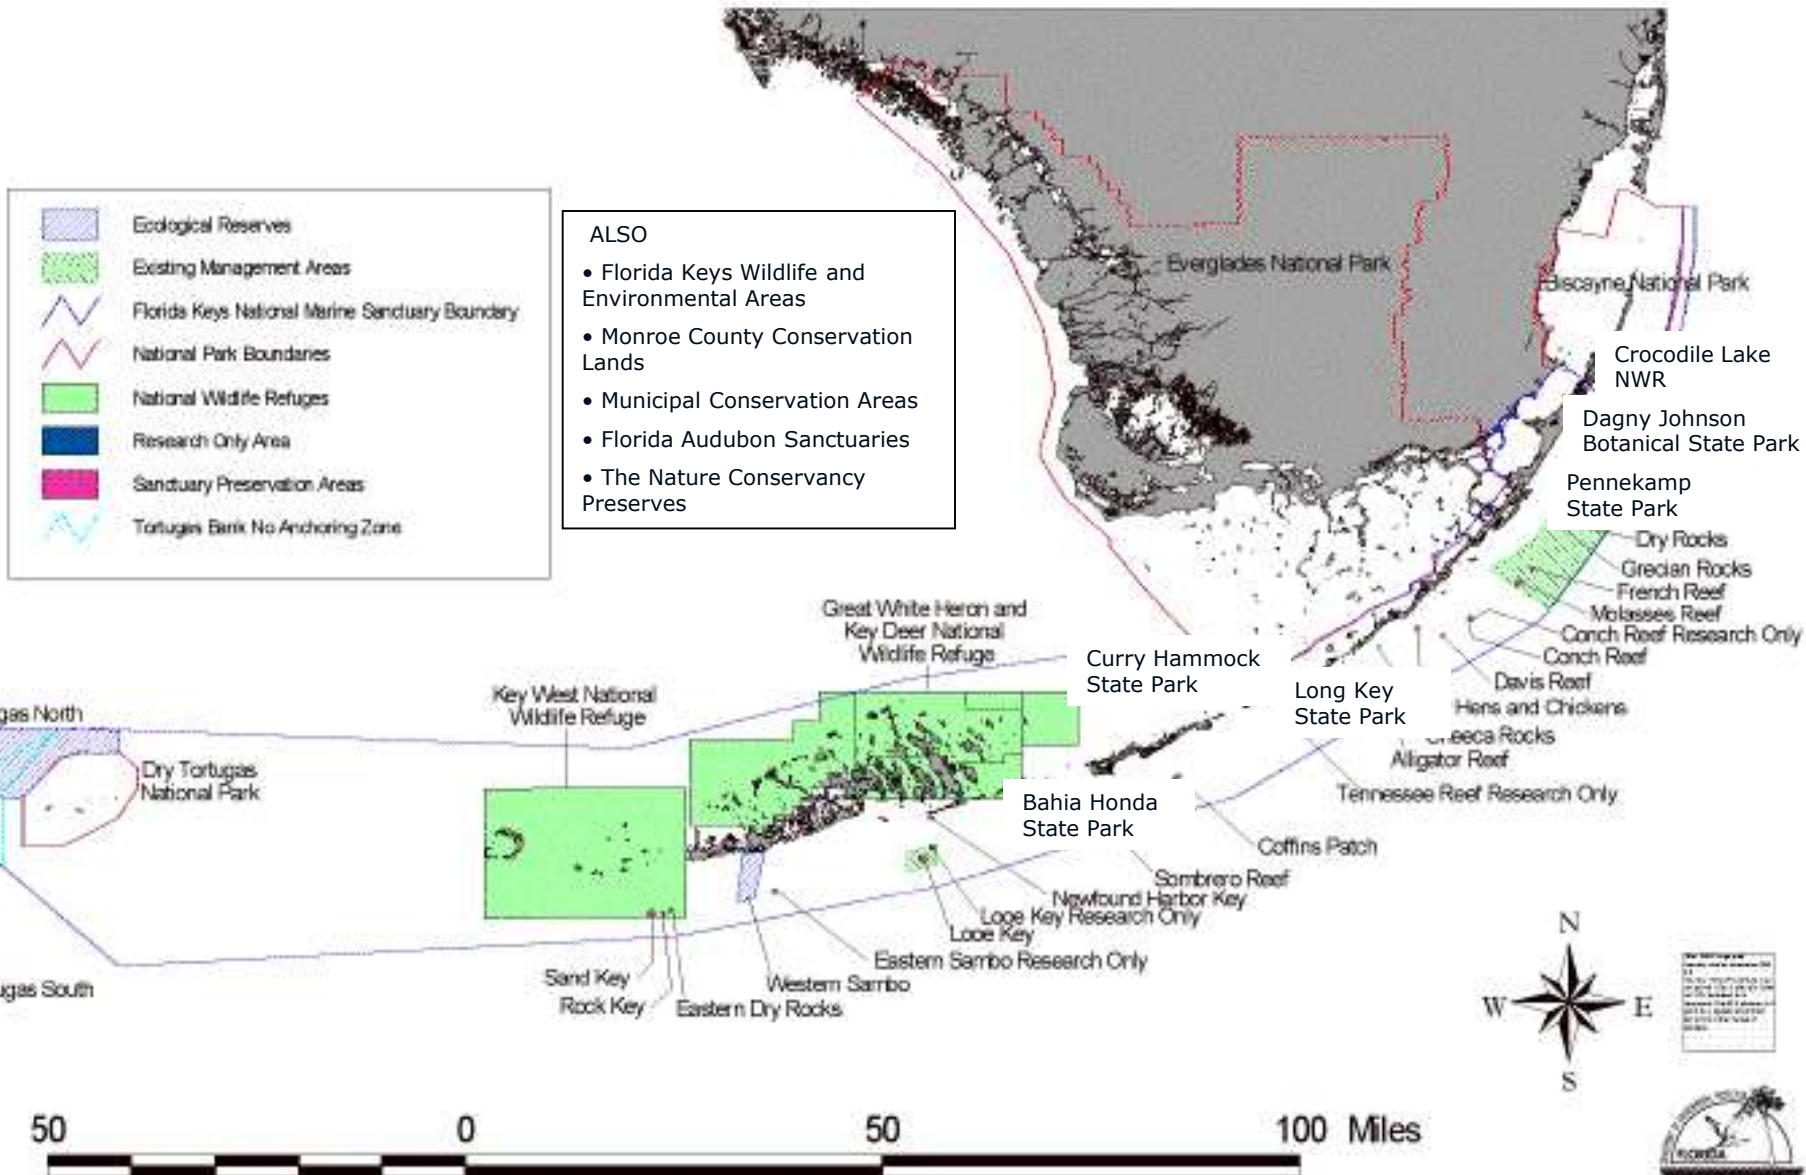 Ecological Reserves
Existing Management Areas
Florida Keys National Marine Sanctuary Boundary
National Park Boundaries
National Wildlife Refuges
Research Only Area
Sanctuary Preservation Areas
Tortugas Bank No Anchoring Zone
ALSO
• Florida Keys Wildlife and
Environmental Areas
• Monroe County Conservation
Lands
• Municipal Conservation Areas
• Florida Audubon Sanctuaries
• The Nature Conservancy
Preserves
Everglades National Park
Biscayne National Park
Crocodile Lake
NWR
Dagny Johnson
Botanical State Park
Pennekamp
State Park
Dry Rocks
Grecian Rocks
French Reef
Molasses Reef
Conch Reef Research Only
Conch Reef
Davis Reef
Hens and Chickens
Rocks
Alligator Reef
Tennessee Reef Research Only
Long Key
State Park
Curry Hammock
State Park
Great White Heron and
Key Deer National
Wildlife Refuge
Key West National
Wildlife Refuge
gas North
Dry Tortugas
National Park
Bahia Honda
State Park
Coffins Patch
Sombrero Reef
Newfound Harbor Key
Looe Key Research Only
Looe Key
Eastern Sambo Research Only
Western Sambo
Sand Key
Rock Key
Eastern Dry Rocks
ugas South
N
W E
S
50 0 50 100 Miles
FLORIDA